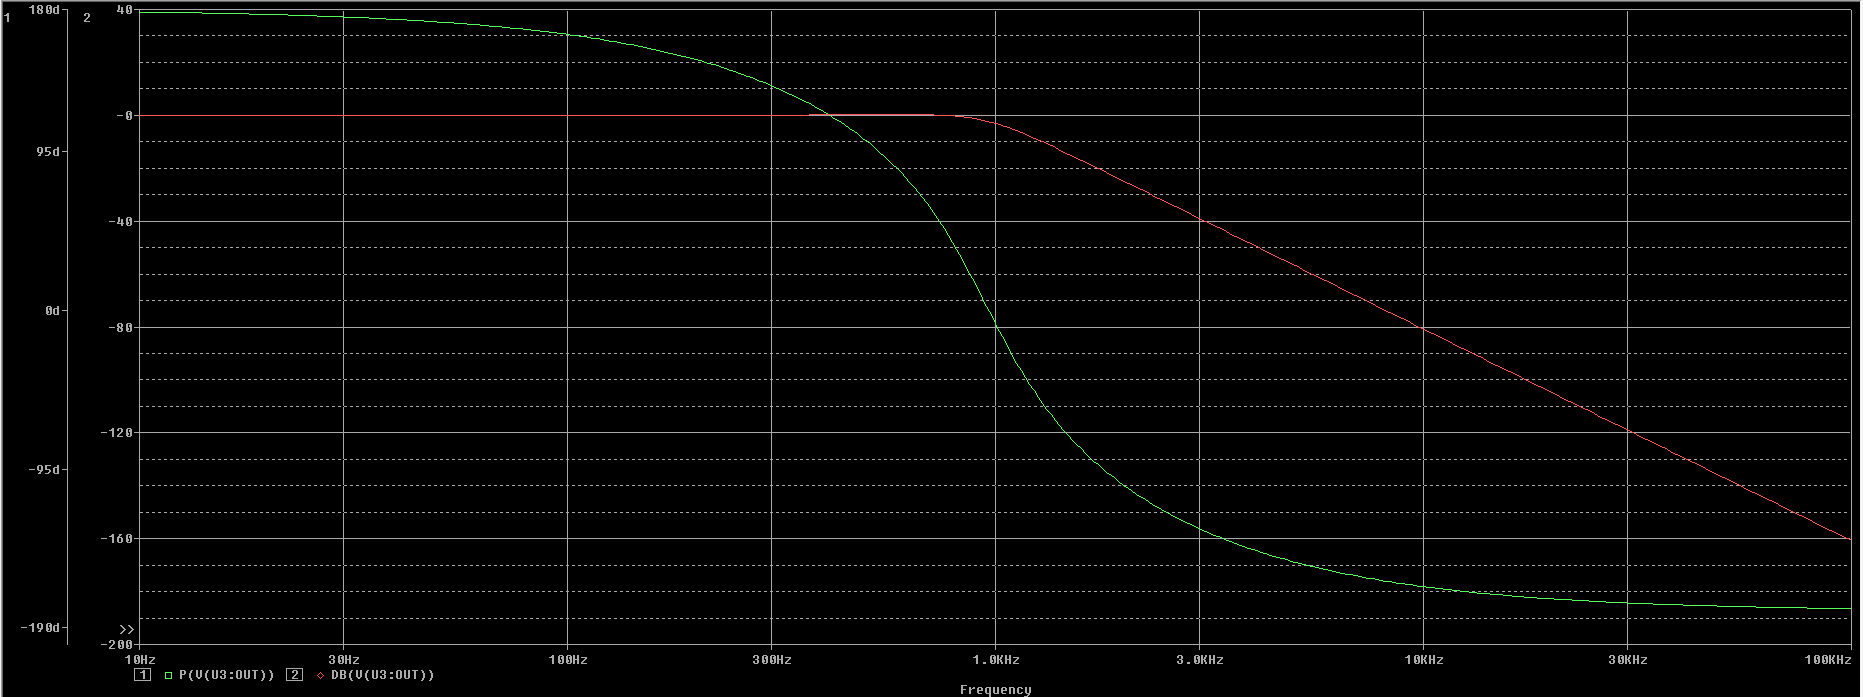 1 180d 2 40
-0
95d
-40
0d
-80
-120
-95d
-160
-190d >>
-200
10Hz 30Hz 100Hz 300Hz 1.0KHz 3.0KHz 10KHz 30KHz 100KHz
1 P(V(U3:OUT)) 2 DB(V(U3:OUT))
Frequency